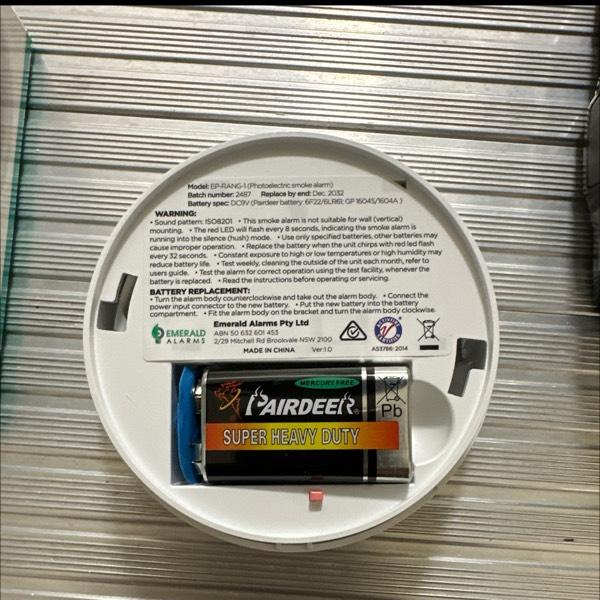 Model: EP-RANG-1 (Photoelectric smoke alarm)
Batch number: 2487 Replace by end: Dec. 2032
Battery spec: DC9V (Pairdeer battery: 6F22/6LR61; GP 1604S/1604A )
WARNING:
• Sound pattern: ISO8201 • This smoke alarm is not suitable for wall (vertical)
mounting. • The red LED will flash every 8 seconds, indicating the smoke alarm is
running into the silence (hush) mode. • Use only specified batteries, other batteries may
cause improper operation. • Replace the battery when the unit chirps with red led flash
every 32 seconds. • Constant exposure to high or low temperatures or high humidity may
reduce battery life. • Test weekly, cleaning the outside of the unit each month, refer to
users guide. • Test the alarm for correct operation using the test facility, whenever the
battery is replaced. • Read the instructions before operating or servicing.
BATTERY REPLACEMENT:
• Turn the alarm body counterclockwise and take out the alarm body. • Connect the
power input connector to the new battery. • Put the new battery into the battery
compartment. • Fit the alarm body on the bracket and turn the alarm body clockwise.
EMERALD
ALARMS
Emerald Alarms Pty Ltd
ABN 50 632 601 453
2/29 Mitchell Rd Brookvale NSW 2100
MADE IN CHINA Ver:1.0
AS3786: 2014
MERCURY FREE
PAIRDEER
SUPER HEAVY DUTY
Pb